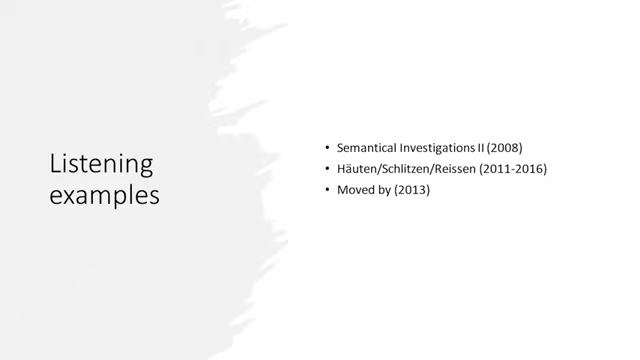 Listening
examples
• Semantical Investigations II (2008)
• Häuten/Schlitzen/Reissen (2011-2016)
• Moved by (2013)